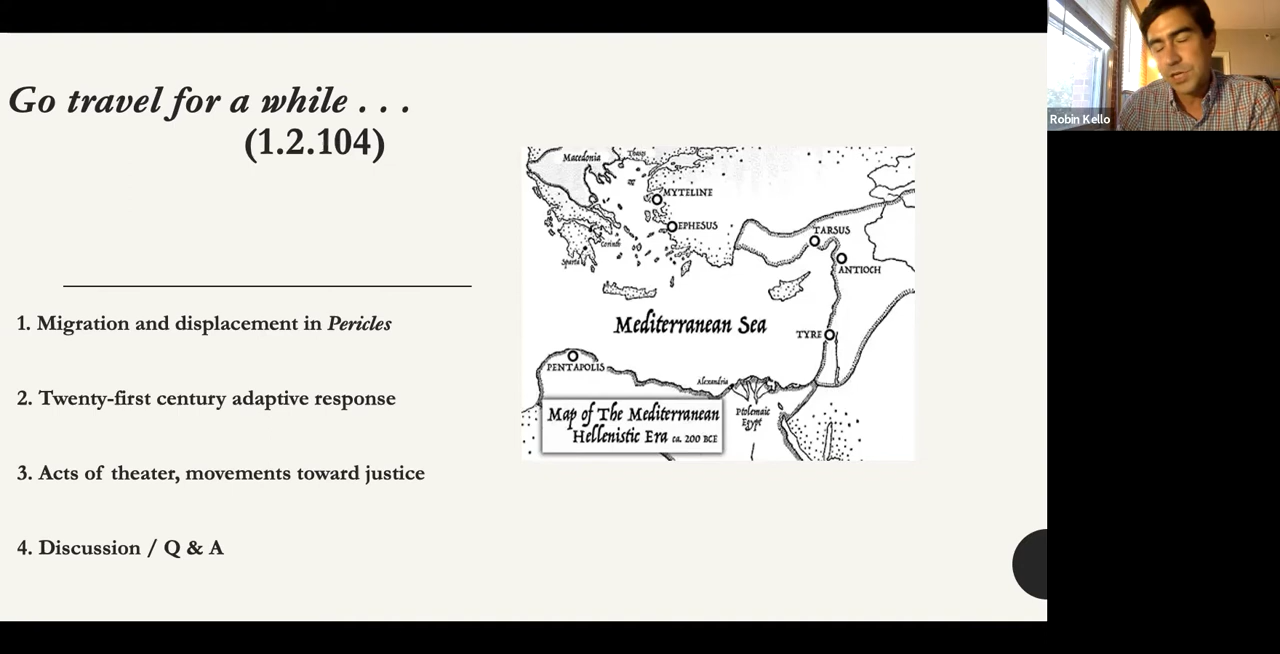 Go travel for a while . . .
(1.2.104)
1. Migration and displacement in Pericles
2. Twenty-first century adaptive response
3. Acts of theater, movements toward justice
4. Discussion / Q & A
Macedonia
MYTELINE
EPHESUS
Corinth
Sparta
TARSUS
ANTIOCH
Mediterranean Sea
TYRE
PENTAPOLIS
Alexandria
Ptolemaic
Egypt
Map of The Mediterranean
Hellenistic Era ca. 200 BCE
Robin Kello